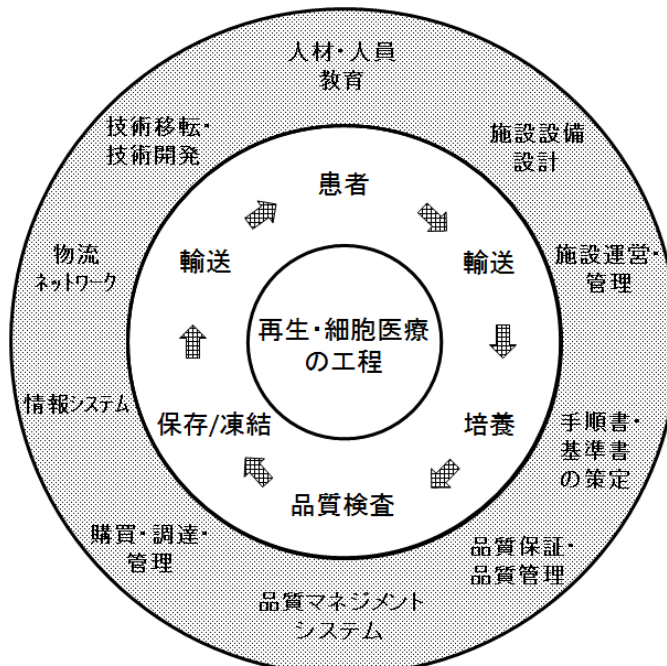 人材・人員
教育
技術移転・
技術開発
施設設備
設計
患者
物流
ネットワーク
輸送
輸送
施設運営・
管理
再生・細胞医療
の工程
情報システム
保存/凍結
培養
手順書・
基準書
の策定
品質検査
購買・調達・
管理
品質保証・
品質管理
品質マネジメント
システム